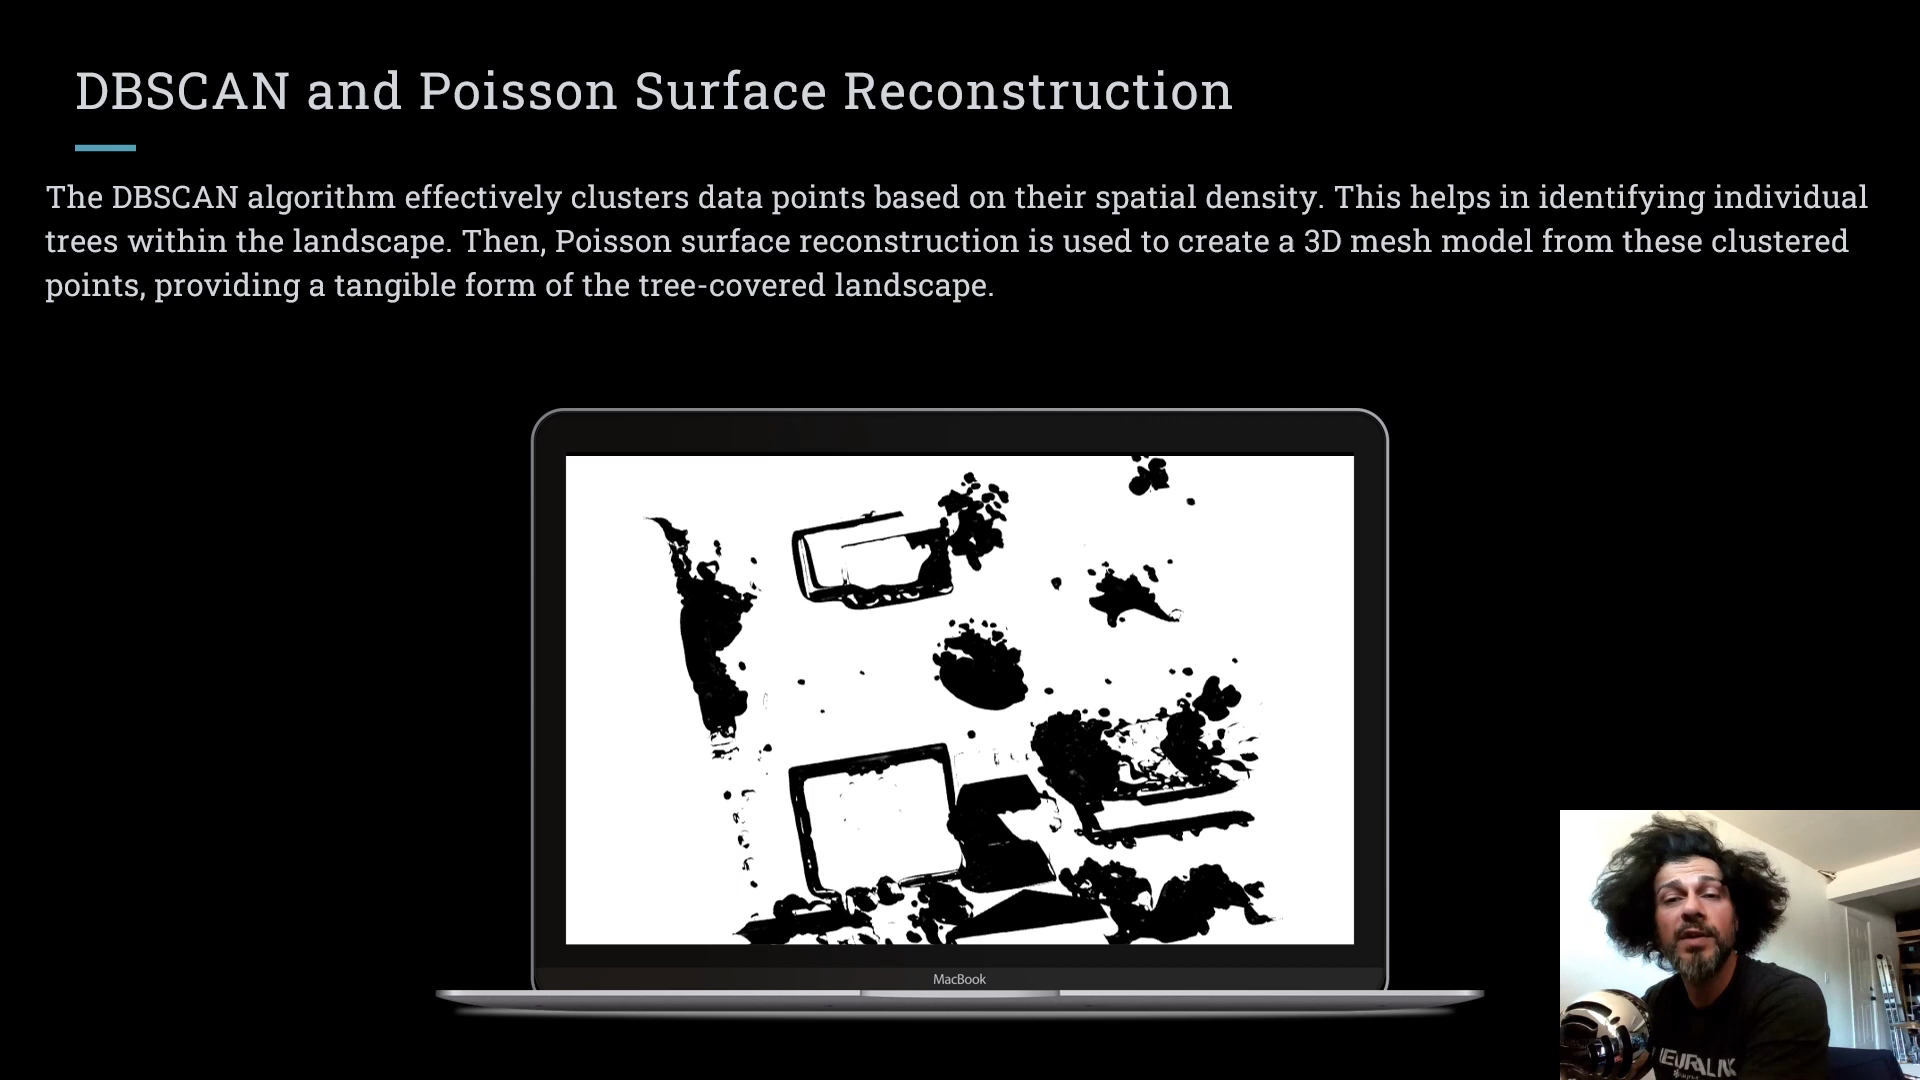 DBSCAN and Poisson Surface Reconstruction
The DBSCAN algorithm effectively clusters data points based on their spatial density. This helps in identifying individual
trees within the landscape. Then, Poisson surface reconstruction is used to create a 3D mesh model from these clustered
points, providing a tangible form of the tree-covered landscape.
MacBook
NEURALINK